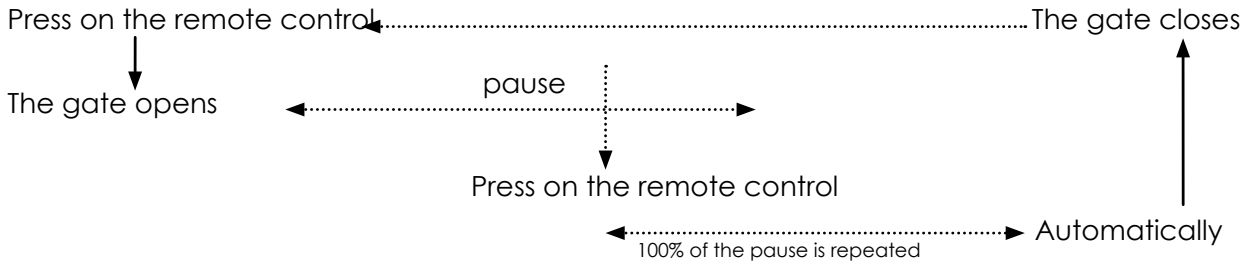 Press on the remote control
The gate closes
pause
The gate opens
Press on the remote control
Automatically
100% of the pause is repeated